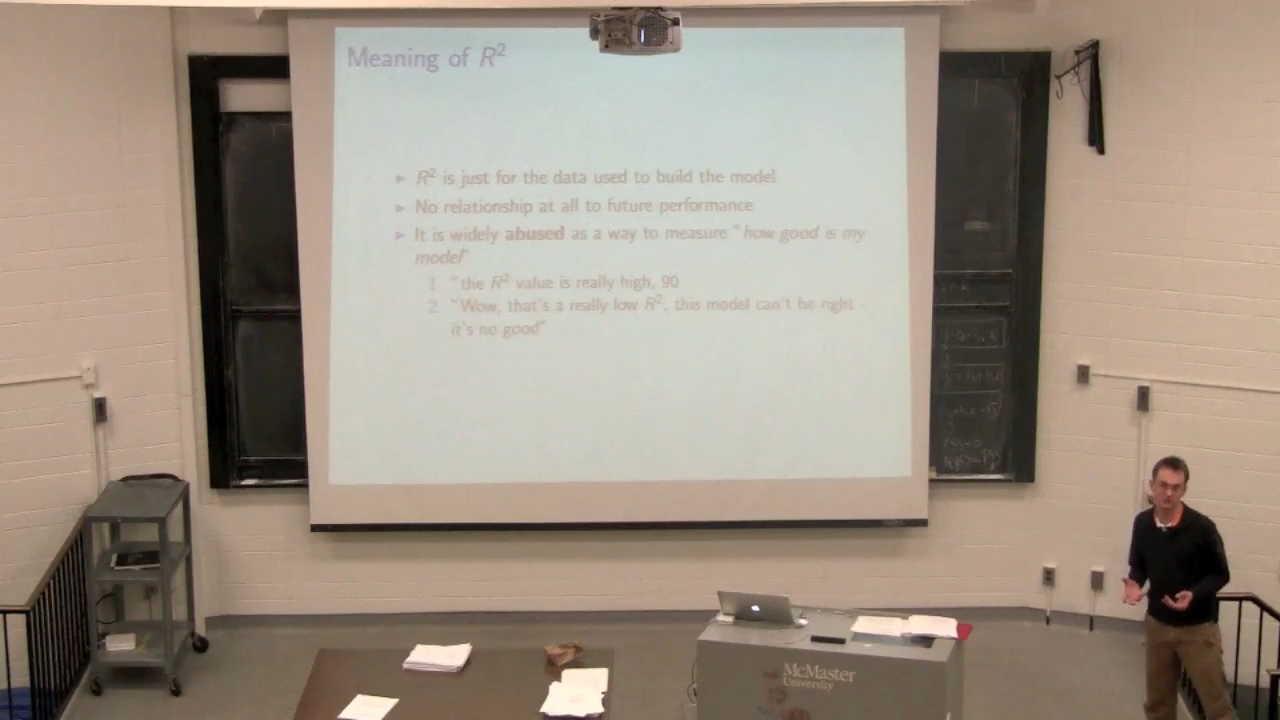 Meaning of R²
▶ R² is just for the data used to build the model
▶ No relationship at all to future performance
▶ It is widely abused as a way to measure "how good is my
model"
1. "the R² value is really high, 90
2. "Wow, that's a really low R², this model can't be right -
it's no good"
McMaster
University